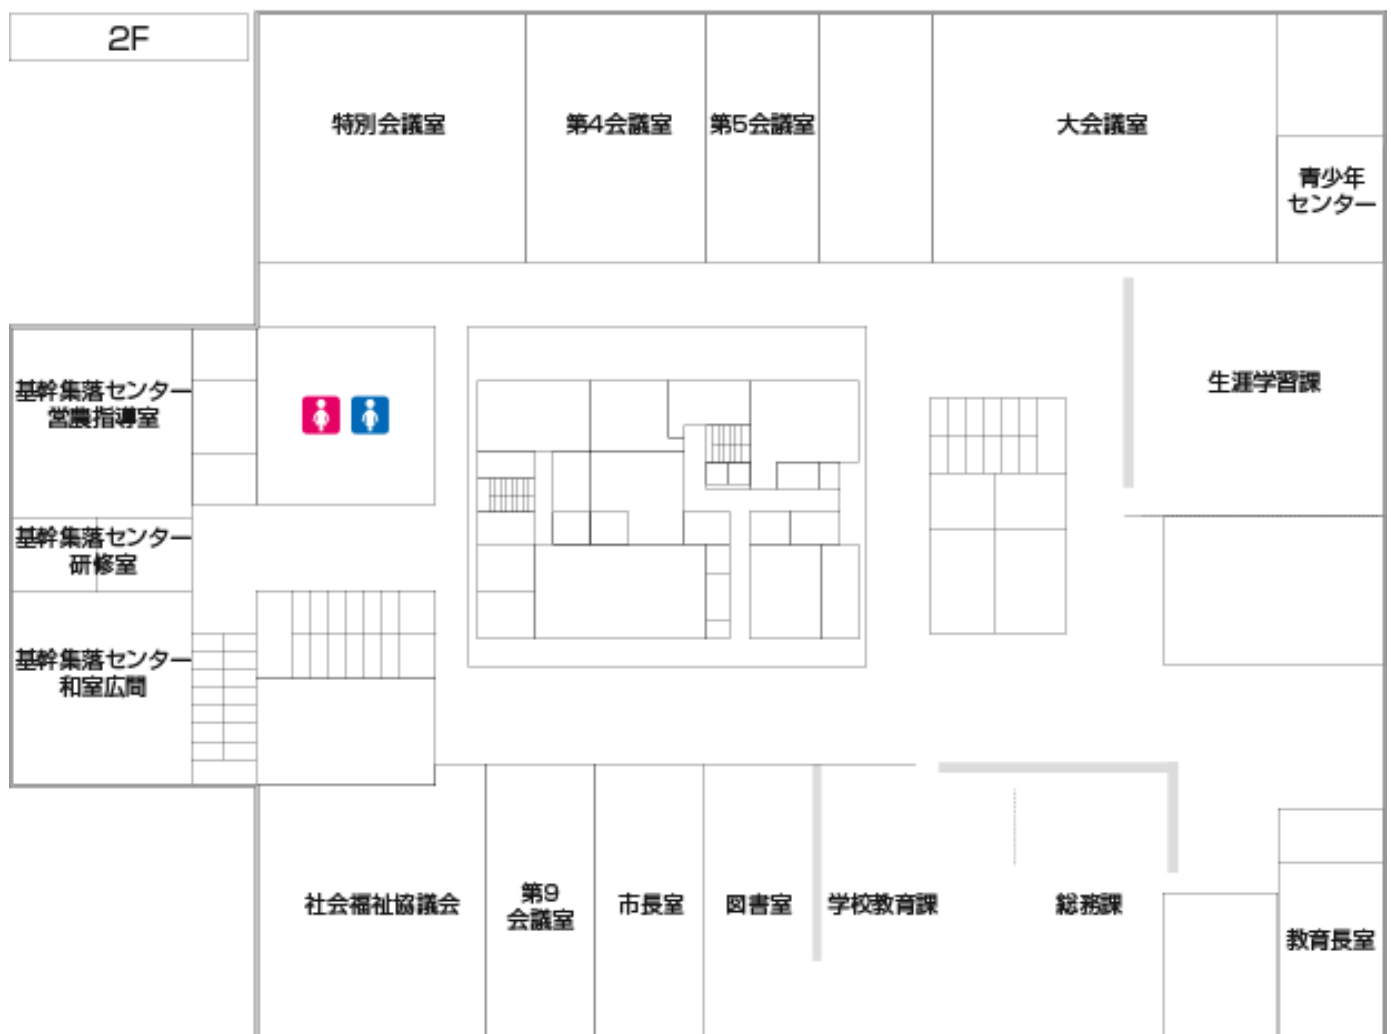 2F
特別会議室
第4会議室
第5会議室
大会議室
青少年
センター
基幹集落センター
営農指導室
生涯学習課
基幹集落センター
研修室
基幹集落センター
和室広間
社会福祉協議会
第9
会議室
市長室
図書室
学校教育課
総務課
教育長室